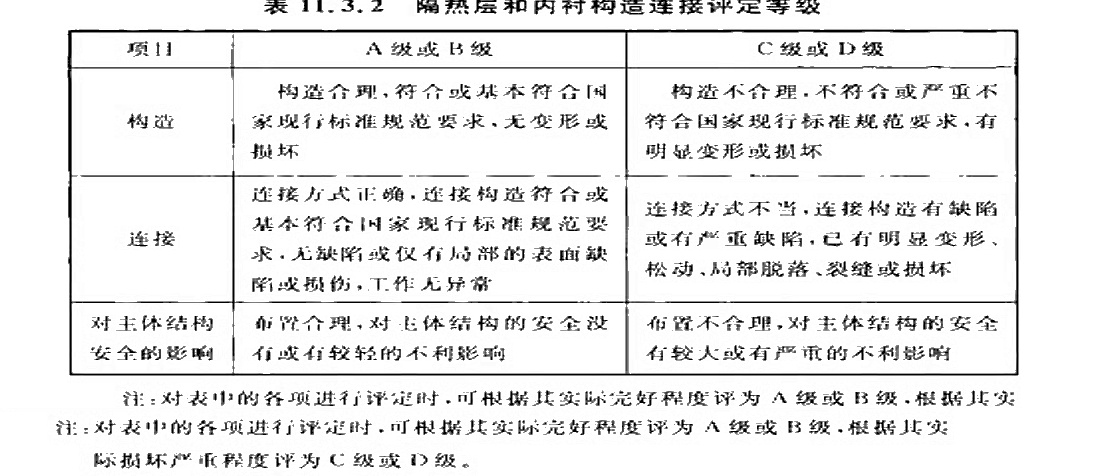 表 11.3.2 隔热层和内衬构造连接评定等级
项目 A 级或 B 级 C 级或 D 级
构造
构造合理,符合或基本符合国
家现行标准规范要求、无变形或
损坏
构造不合理,不符合或严重不
符合国家现行标准规范要求,有
明显变形或损坏
连接
连接方式正确,连接构造符合或
基本符合国家现行标准规范要
求,无缺陷或仅有局部的表面缺
陷或损伤,工作无异常
连接方式不当,连接构造有缺陷
或有严重缺陷,已有明显变形、
松动、局部脱落、裂缝或损坏
对主体结构
安全的影响
布置合理,对主体结构的安全没
有或有较轻的不利影响
布置不合理,对主体结构的安全
有较大或有严重的不利影响
注:对表中的各项进行评定时,可根据其实际完好程度评为 A 级或 B 级,根据其实
注:对表中的各项进行评定时,可根据其实际完好程度评为 A 级或 B 级,根据其实
际损坏严重程度评为 C 级或 D 级。